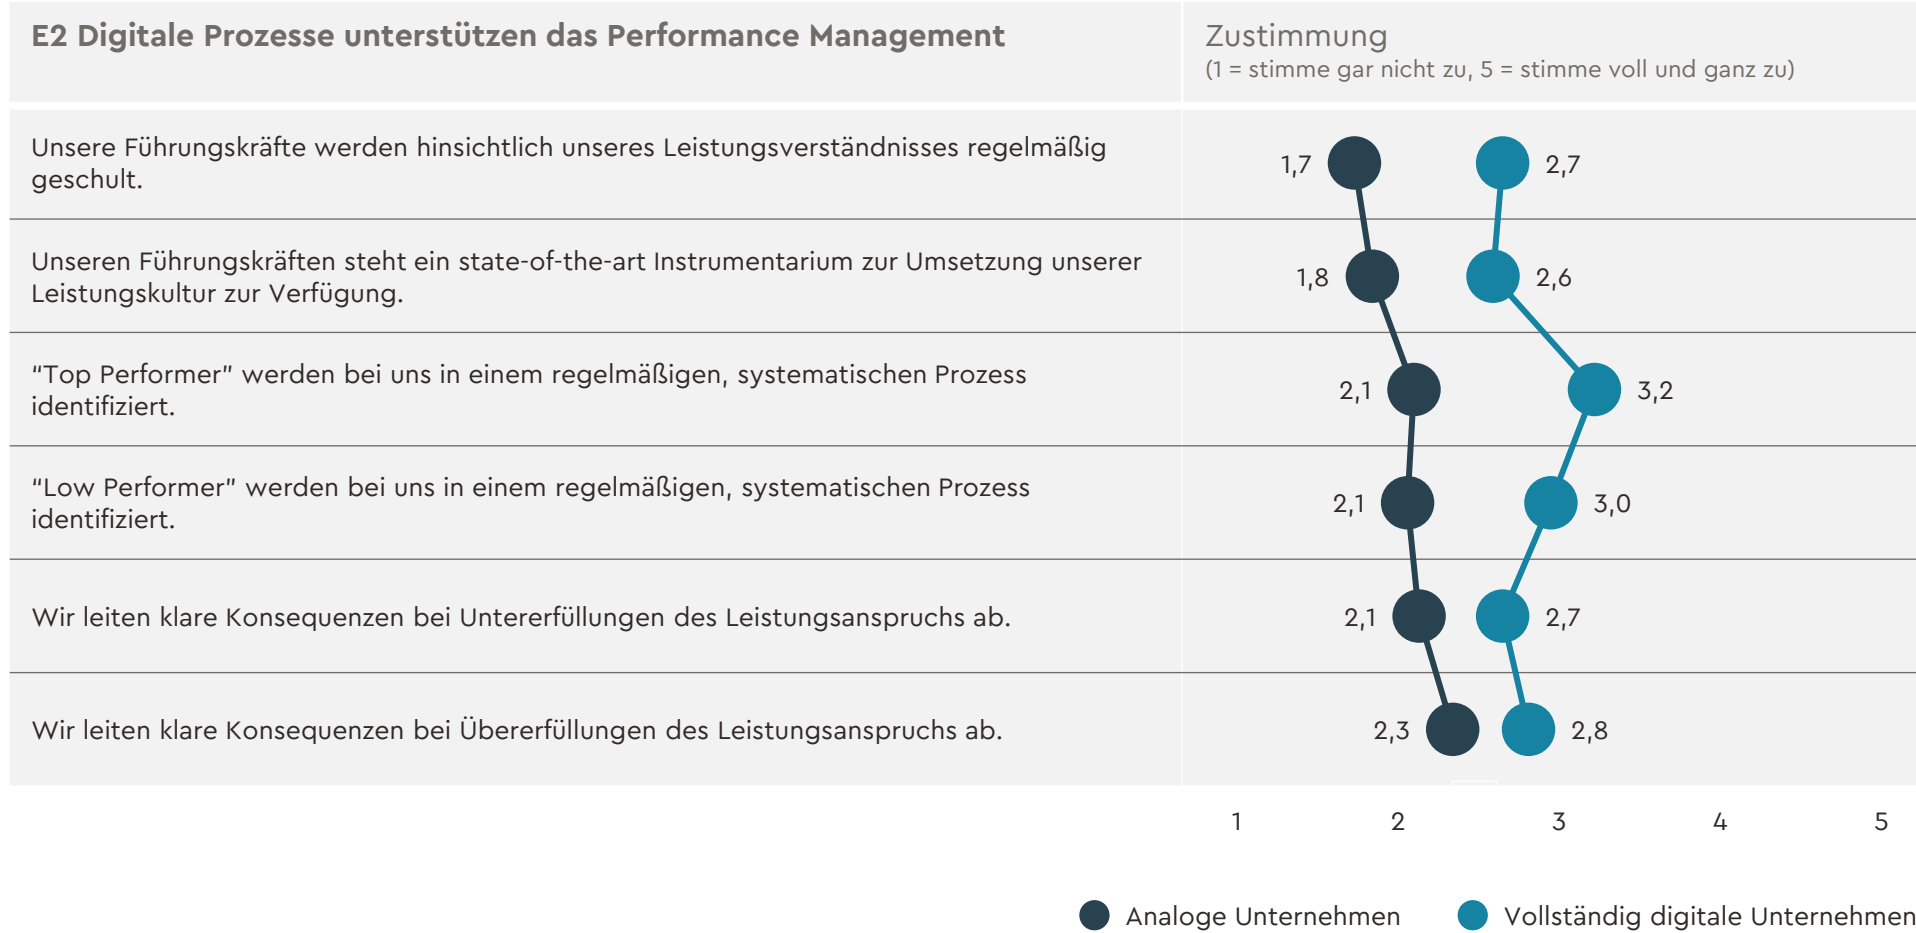 E2 Digitale Prozesse unterstützen das Performance Management
Zustimmung
(1 = stimme gar nicht zu, 5 = stimme voll und ganz zu)
Unsere Führungskräfte werden hinsichtlich unseres Leistungsverständnisses regelmäßig
geschult.
1,7
2,7
Unseren Führungskräften steht ein state-of-the-art Instrumentarium zur Umsetzung unserer
Leistungskultur zur Verfügung.
1,8
2,6
“Top Performer” werden bei uns in einem regelmäßigen, systematischen Prozess
identifiziert.
2,1
3,2
“Low Performer” werden bei uns in einem regelmäßigen, systematischen Prozess
identifiziert.
2,1
3,0
Wir leiten klare Konsequenzen bei Untererfüllungen des Leistungsanspruchs ab.
2,1
2,7
Wir leiten klare Konsequenzen bei Übererfüllungen des Leistungsanspruchs ab.
2,3
2,8
1 2 3 4 5
Analoge Unternehmen
Vollständig digitale Unternehmen